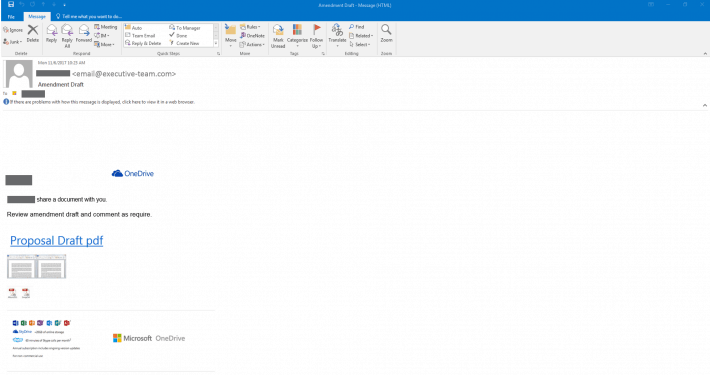 Amendment Draft - Message (HTML)
File Message Tell me what you want to do...
Ignore
Junk
Delete
Reply Reply All Forward
Meeting
IM
More
Auto
Team Email
Reply & Delete
To Manager
Done
Create New
Move
Rules
OneNote
Actions
Mark Unread Categorize Follow Up
Translate
Find
Related
Select
Zoom
Delete Respond Quick Steps Move Tags Editing Zoom
10:25 AM
<email@executive-team.com>
Amendment Draft
To
If there are problems with how this message is displayed, click here to view it in a web browser.
OneDrive
share a document with you.
Review amendment draft and comment as require.
Proposal Draft pdf
Microsoft OneDrive